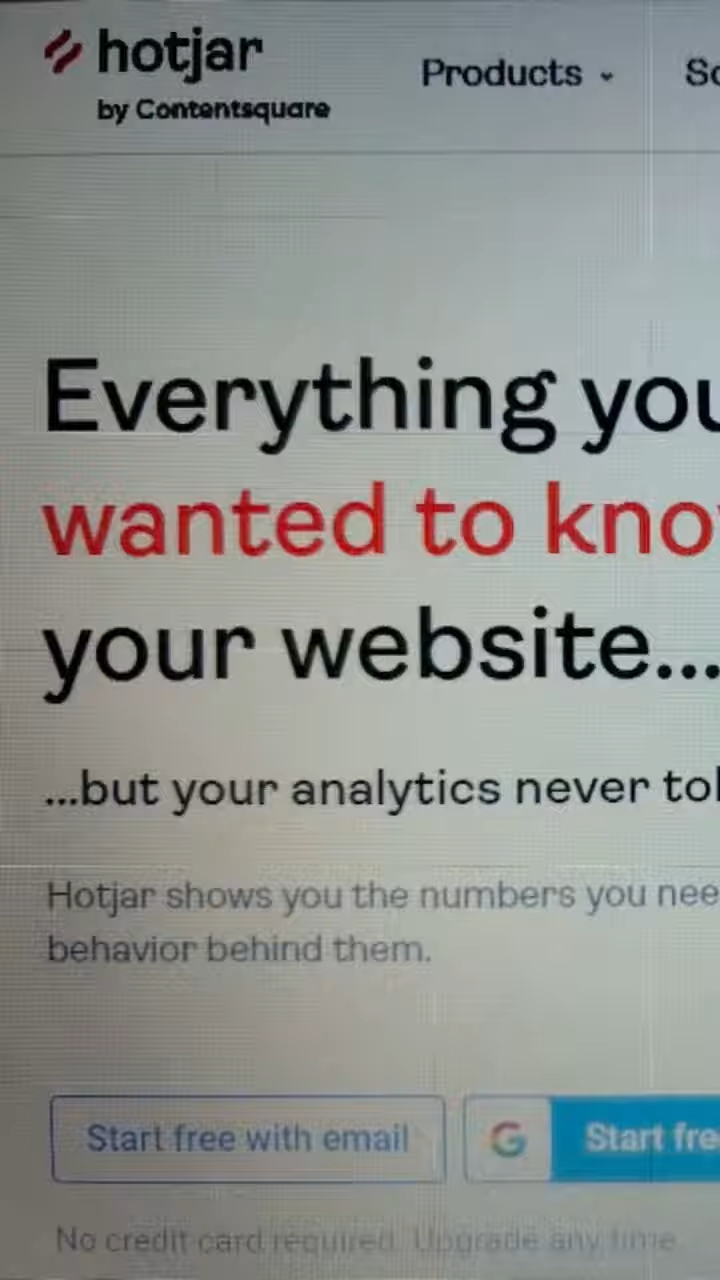 hotjar
by Contentsquare
Products
Everything you
wanted to kno
your website...
...but your analytics never tol
Hotjar shows you the numbers you nee
behavior behind them.
Start free with email
G Start fre
No credit card required. Upgrade any time